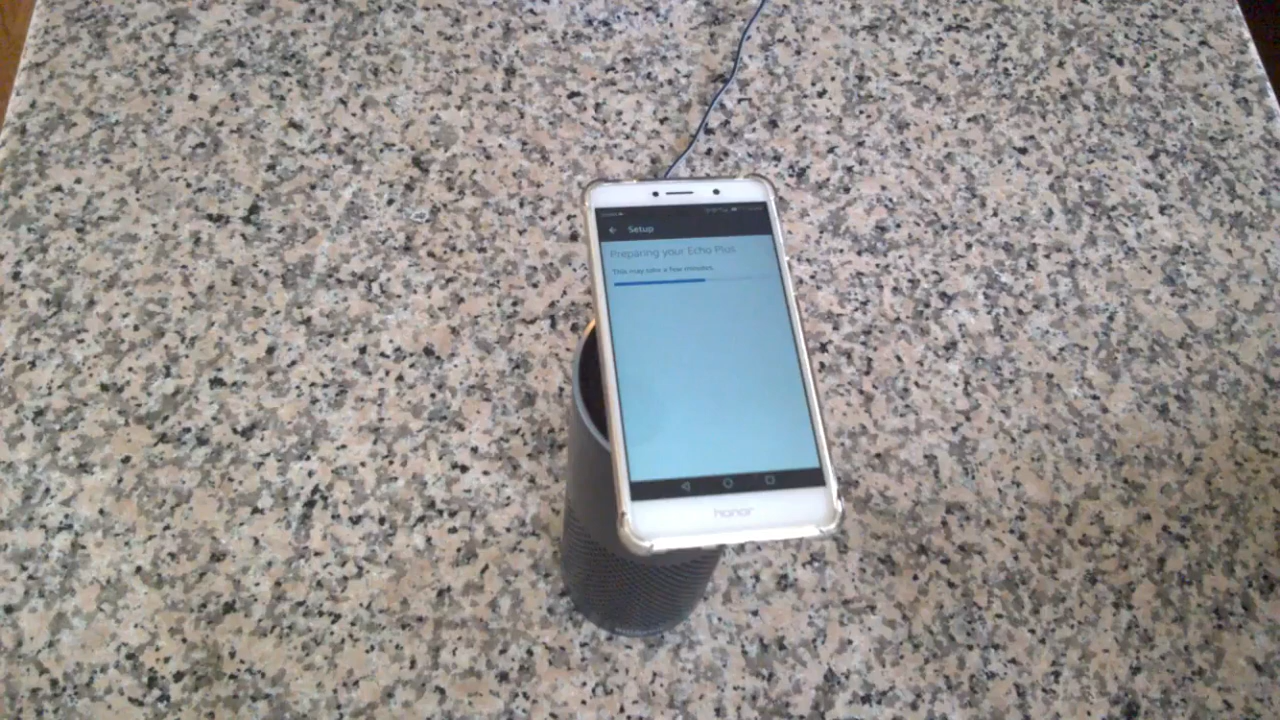 Setup
Preparing your Echo Plus
This may take a few minutes.
honor